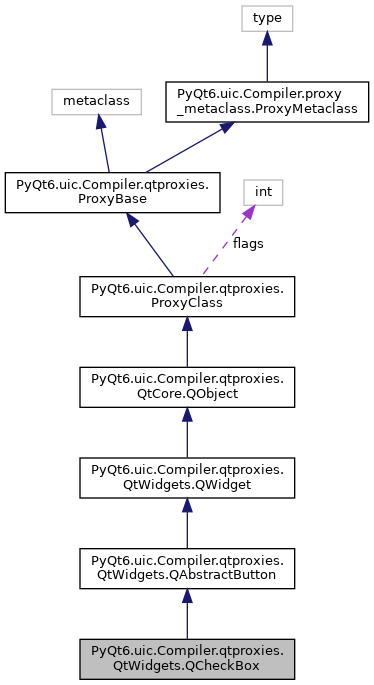 type
PyQt6.uic.Compiler.proxy
_metaclass.ProxyMetaclass
metaclass
PyQt6.uic.Compiler.qtproxies.
ProxyBase
int
flags
PyQt6.uic.Compiler.qtproxies.
ProxyClass
PyQt6.uic.Compiler.qtproxies.
QtCore.QObject
PyQt6.uic.Compiler.qtproxies.
QtWidgets.QWidget
PyQt6.uic.Compiler.qtproxies.
QtWidgets.QAbstractButton
PyQt6.uic.Compiler.qtproxies.
QtWidgets.QCheckBox